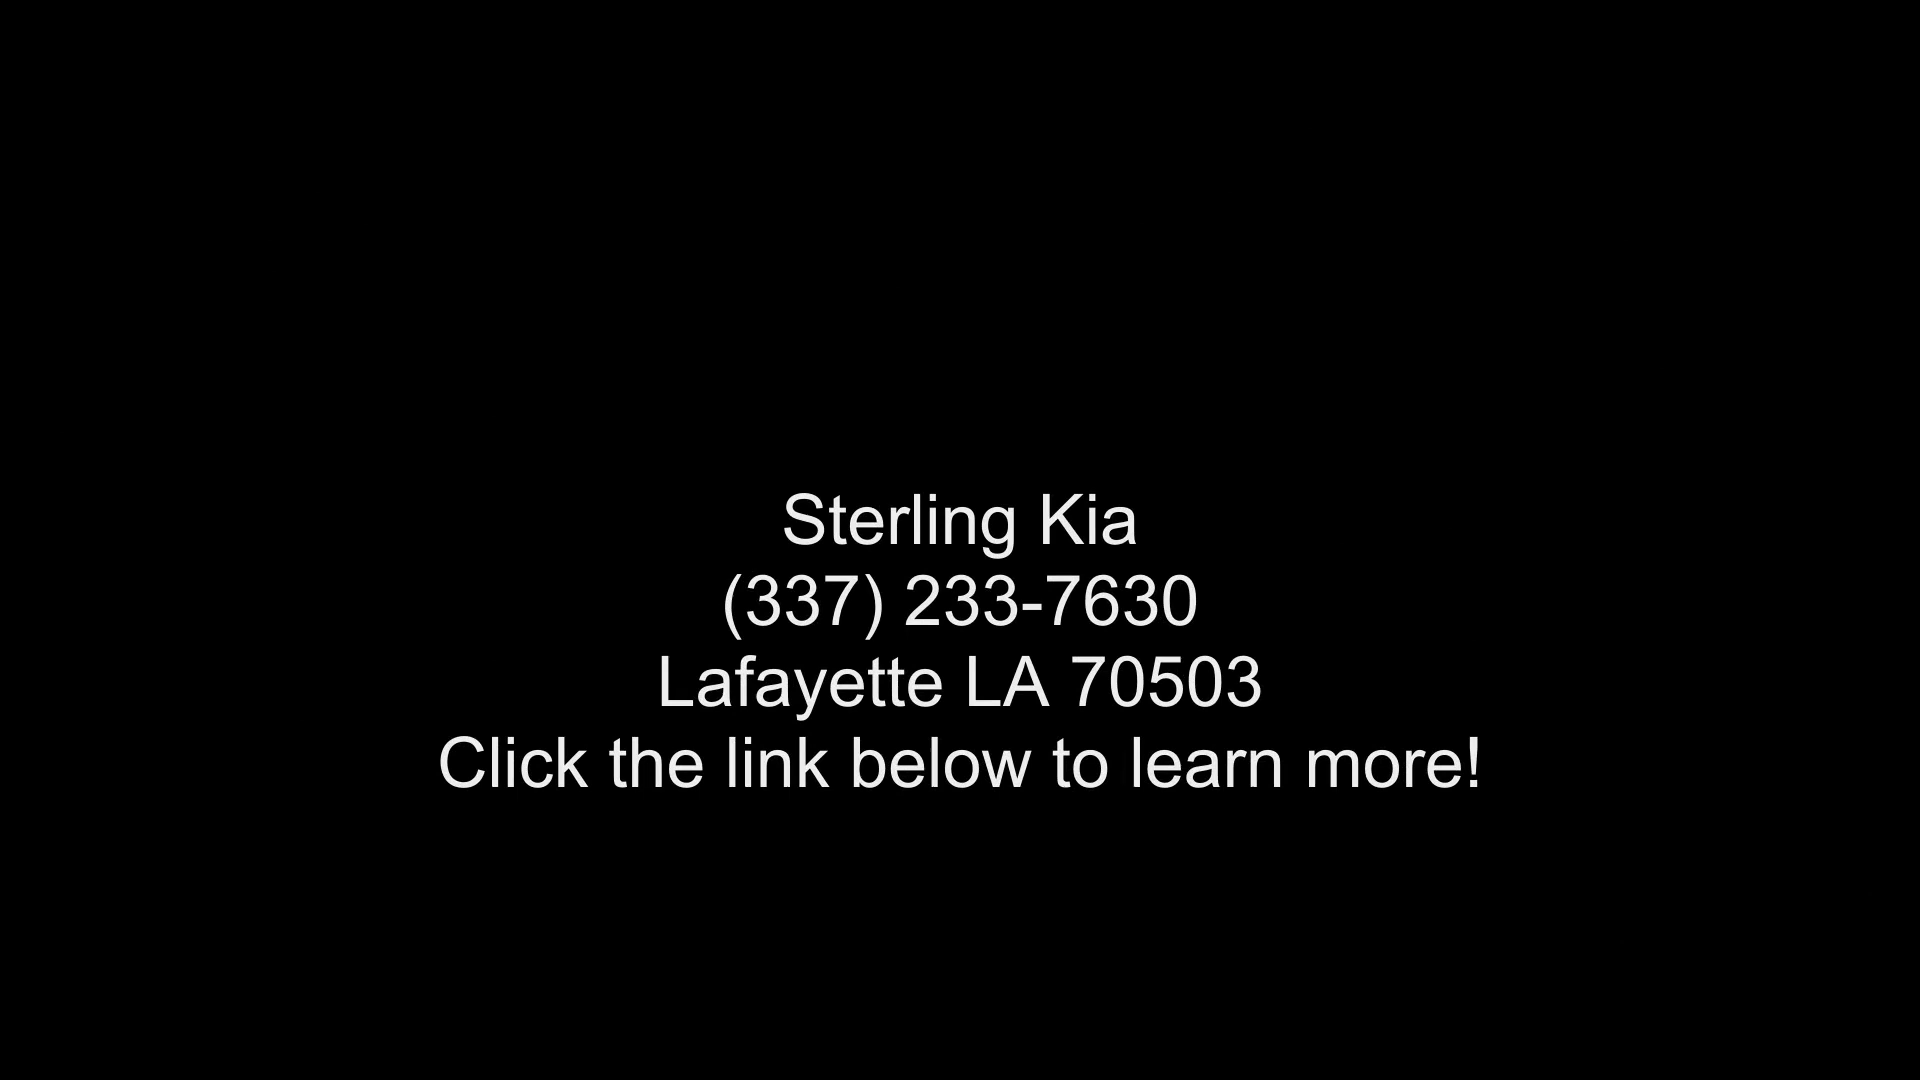 Sterling Kia
(337) 233-7630
Lafayette LA 70503
Click the link below to learn more!